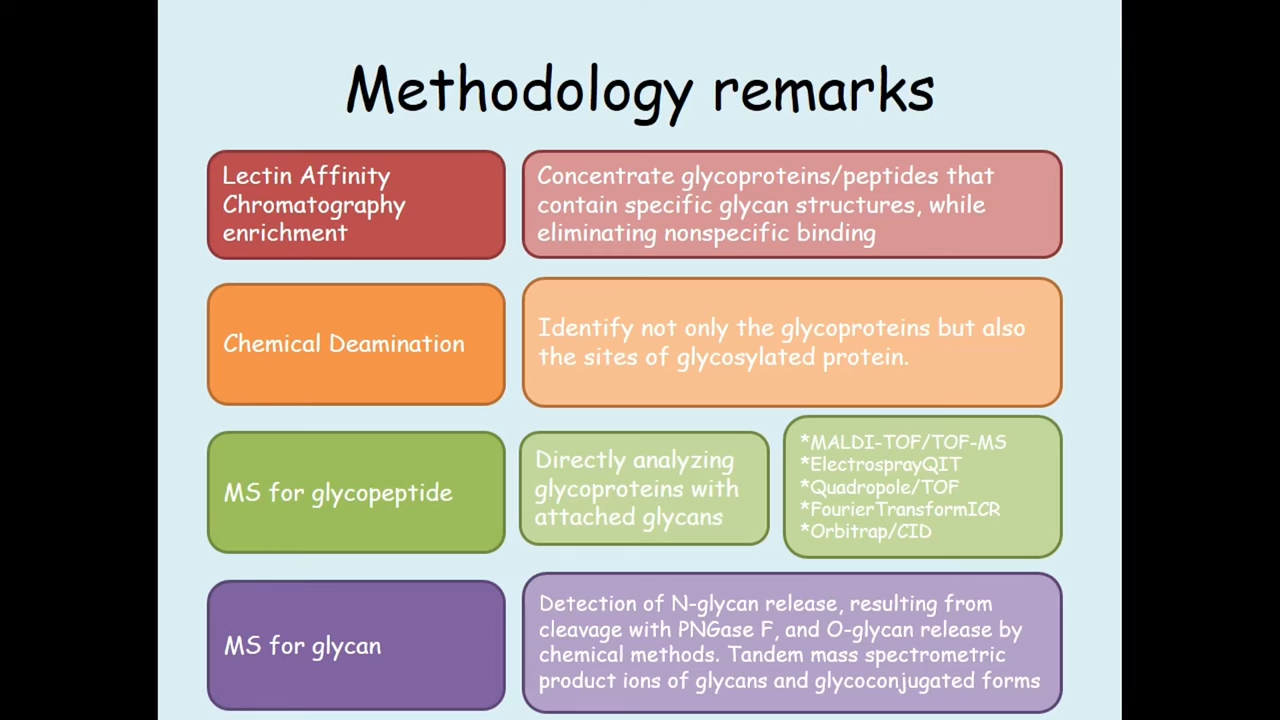 Methodology remarks
Lectin Affinity
Chromatography
enrichment
Concentrate glycoproteins/peptides that
contain specific glycan structures, while
eliminating nonspecific binding
Chemical Deamination
Identify not only the glycoproteins but also
the sites of glycosylated protein.
MS for glycopeptide
Directly analyzing
glycoproteins with
attached glycans
*MALDI-TOF/TOF-MS
*ElectrosprayQIT
*Quadropole/TOF
*FourierTransformICR
*Orbitrap/CID
MS for glycan
Detection of N-glycan release, resulting from
cleavage with PNGase F, and O-glycan release by
chemical methods. Tandem mass spectrometric
product ions of glycans and glycoconjugated forms